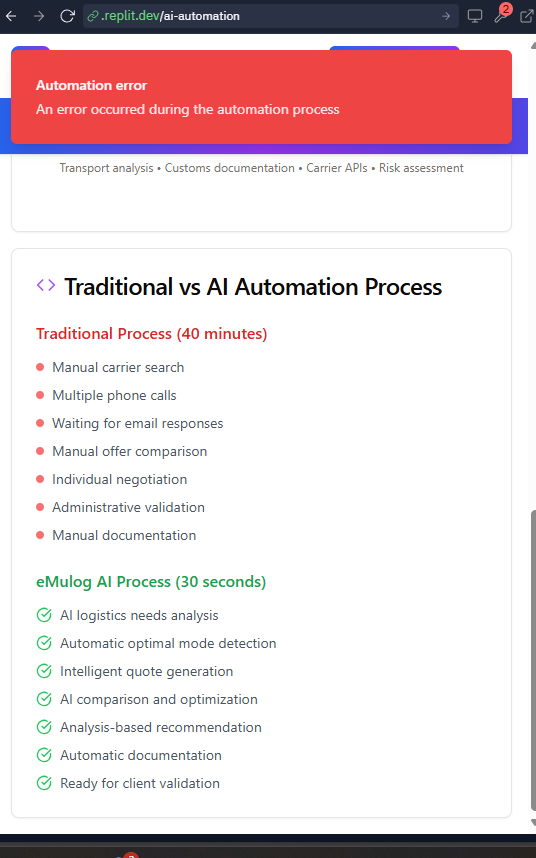 .replit.dev/ai-automation
2
Automation error
An error occurred during the automation process
Transport analysis • Customs documentation • Carrier APIs • Risk assessment
Traditional vs AI Automation Process
Traditional Process (40 minutes)
Manual carrier search
Multiple phone calls
Waiting for email responses
Manual offer comparison
Individual negotiation
Administrative validation
Manual documentation
eMulog AI Process (30 seconds)
AI logistics needs analysis
Automatic optimal mode detection
Intelligent quote generation
AI comparison and optimization
Analysis-based recommendation
Automatic documentation
Ready for client validation